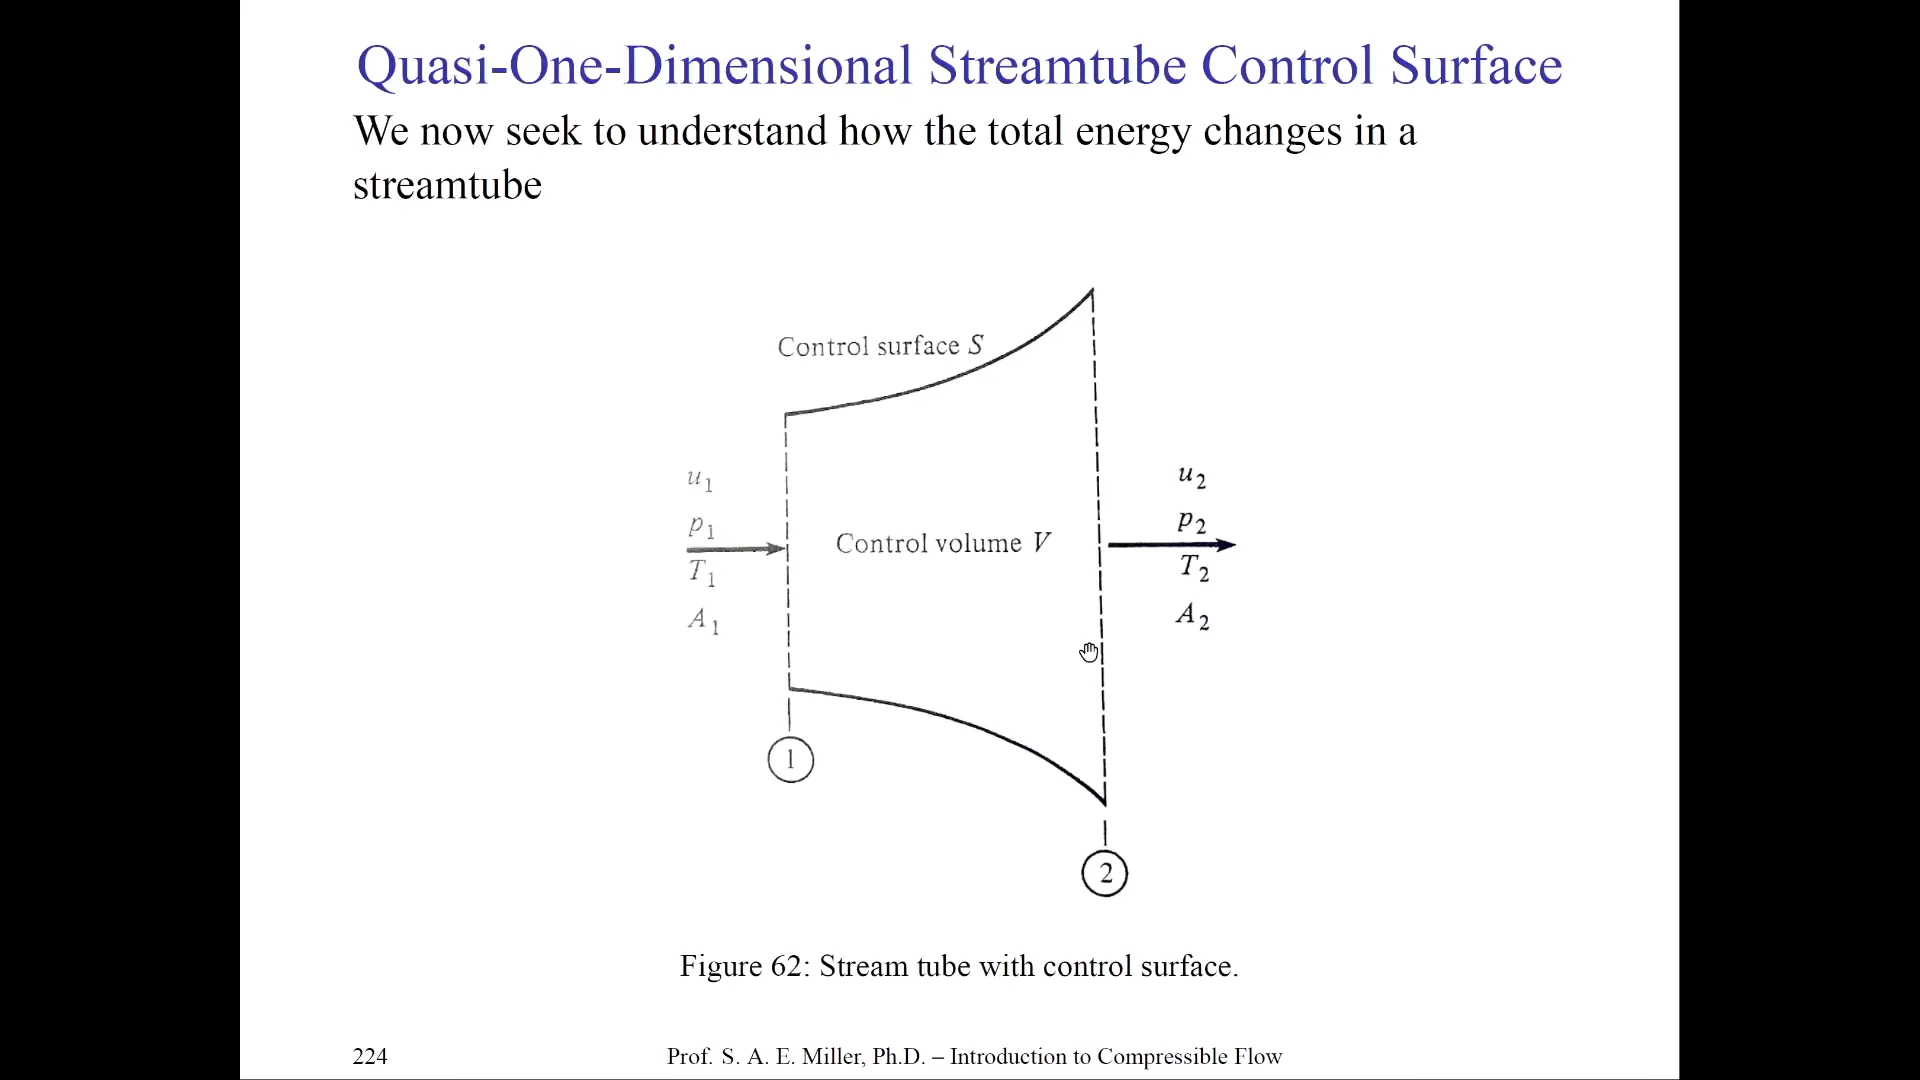 Quasi-One-Dimensional Streamtube Control Surface
We now seek to understand how the total energy changes in a
streamtube
Control surface S
u1
p1
T1
A1
Control volume V
u2
p2
T2
A2
1
2
Figure 62: Stream tube with control surface.
224
Prof. S. A. E. Miller, Ph.D. – Introduction to Compressible Flow